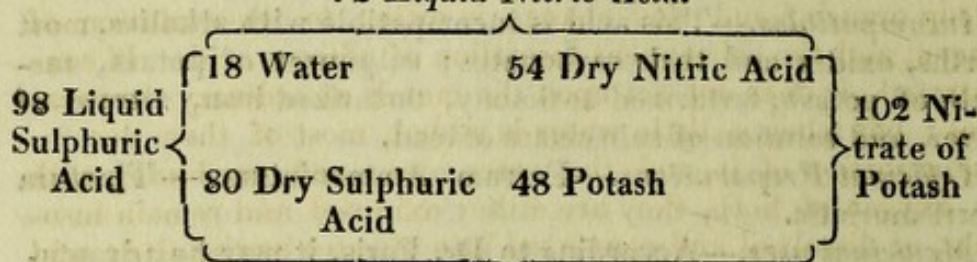 18 Water 54 Dry Nitric Acid
98 Liquid Sulphuric Acid
102 Ni-
trate of
Potash
80 Dry Sulphuric Acid
48 Potash